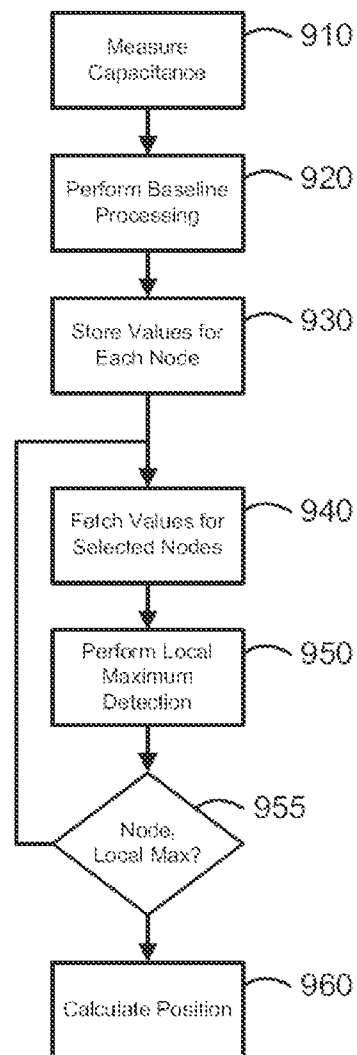 Measure
Capacitance
910
Perform Baseline
Processing
920
Store Values for
Each Node
930
Fetch Values for
Selected Nodes
940
Perform Local
Maximum
Detection
950
Node,
Local Max?
955
Calculate Position
960